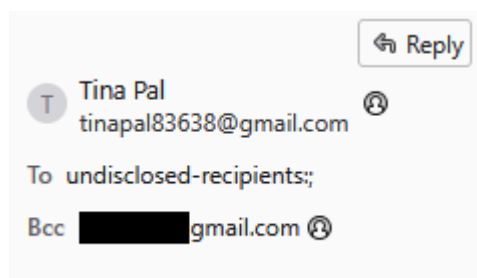 Reply
T
Tina Pal
tinapal83638@gmail.com
To undisclosed-recipients:;
Bcc gmail.com